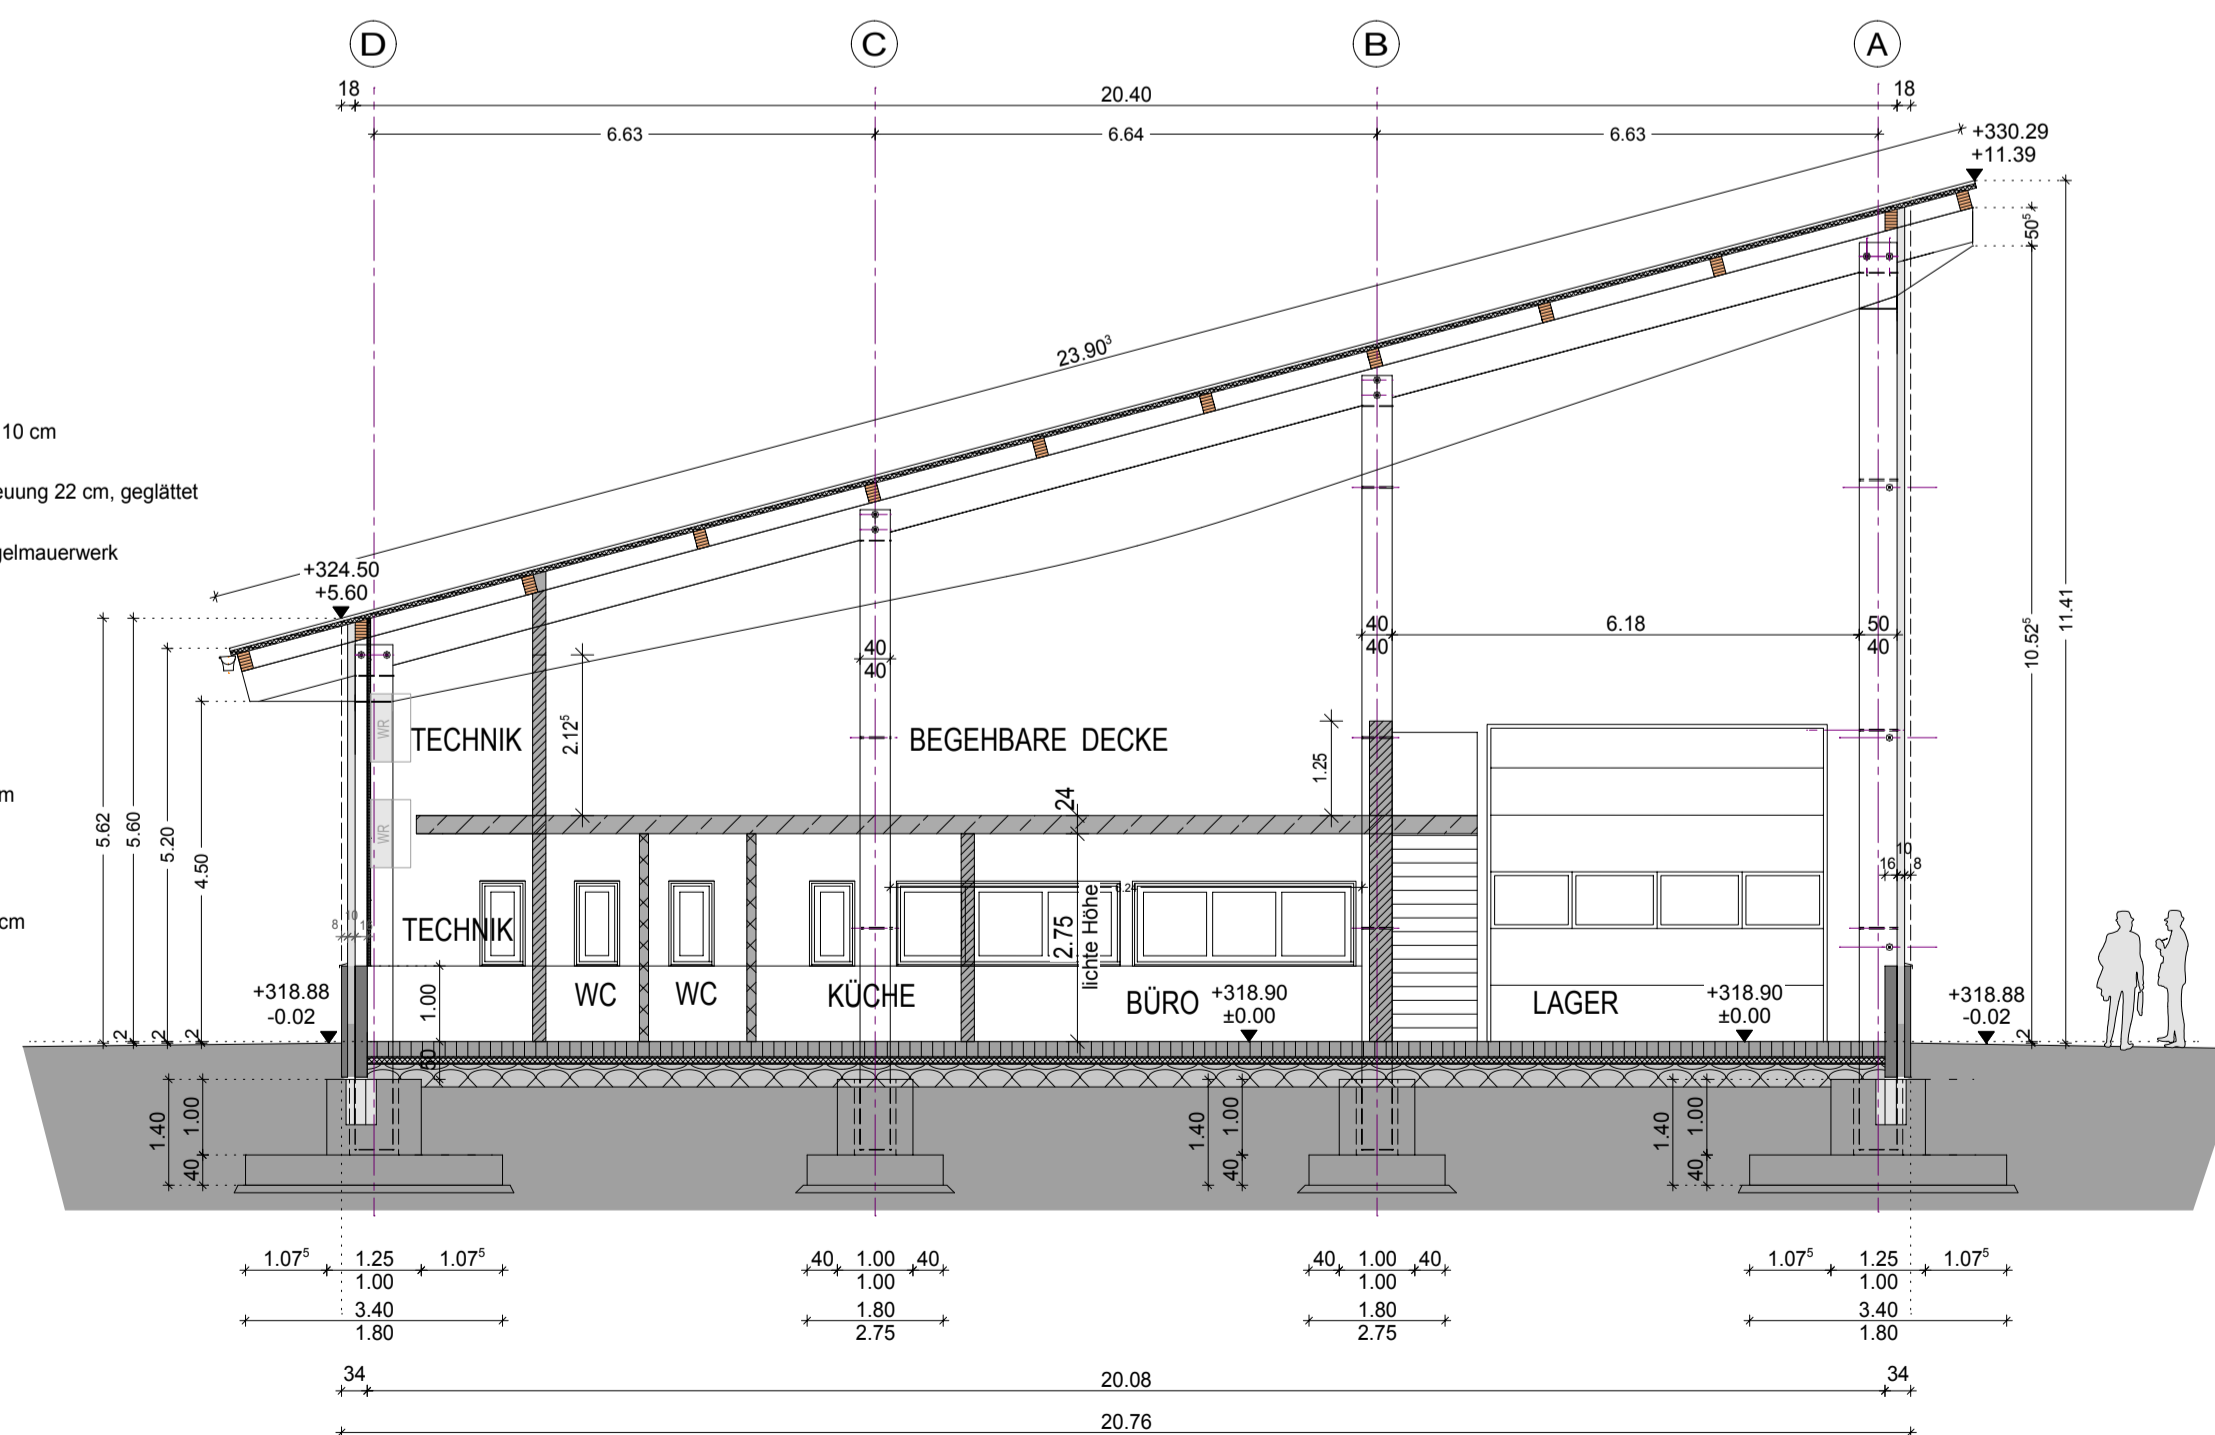 D C B A
18 20.40 18
6.63 6.64 6.63
+330.29
+11.39
50⁵
23.90³
10 cm
euung 22 cm, geglättet
gelmauerwerk
+324.50
+5.60
40 6.18 50
40 40
40
40
11.41
10.52⁵
5.62
5.60
5.20
4.50
2 2 2
WR
TECHNIK
2.12⁵
BEGEHBARE DECKE
1.25
m
24
WR
cm
8 10
TECHNIK
2.75
lichte Höhe
6.24
16 10 8
+318.88
-0.02
1.00
50
WC WC KÜCHE BÜRO
+318.90
±0.00
LAGER
+318.90
±0.00
+318.88
-0.02
2
1.40 1.00 40
1.40 1.00 40
1.40 1.00 40
1.07⁵ 1.25 1.07⁵ 40 1.00 40 40 1.00 40 1.07⁵ 1.25 1.07⁵
1.00 1.00 1.00 1.00
3.40 1.80 1.80 3.40
1.80 2.75 2.75 1.80
34 20.08 34
20.76